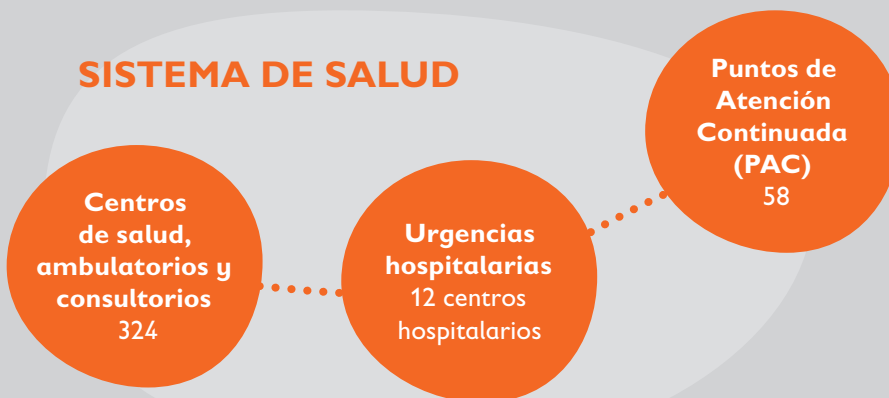 SISTEMA DE SALUD
Centros
de salud,
ambulatorios y
consultorios
324
Urgencias
hospitalarias
12 centros
hospitalarios
Puntos de
Atención
Continuada
(PAC)
58